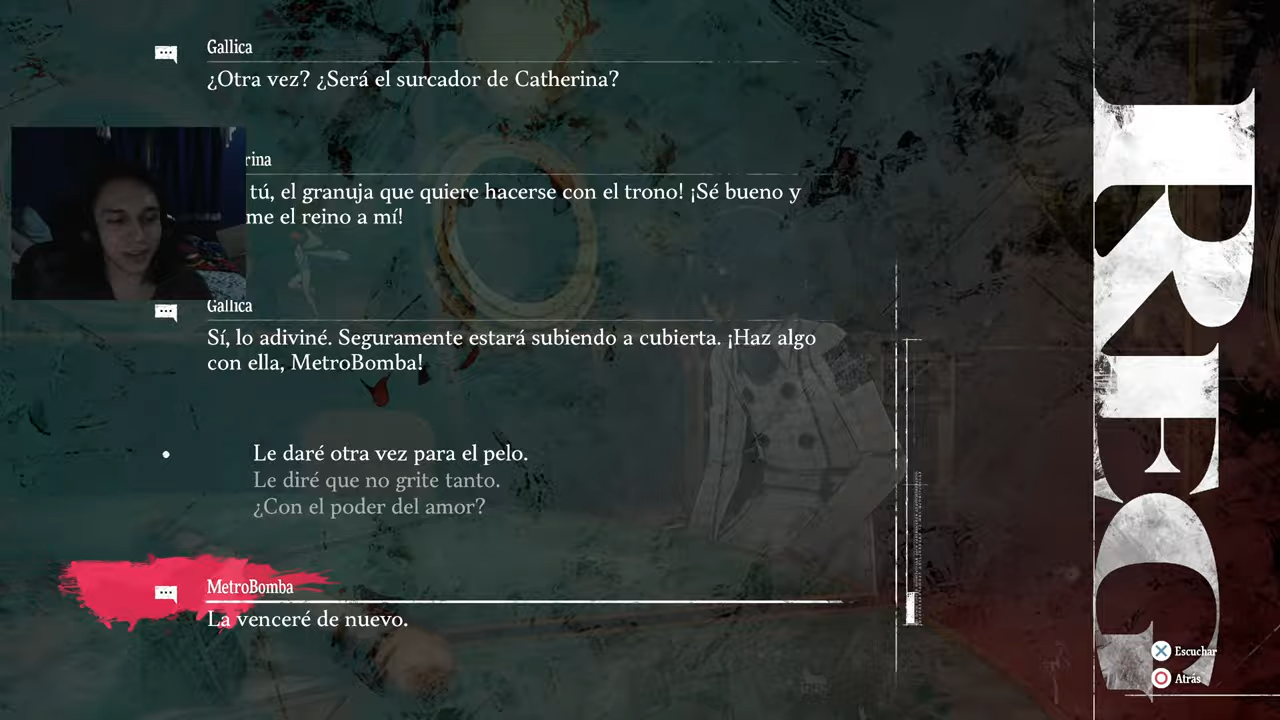 Gallica
¿Otra vez? ¿Será el surcador de Catherina?
rina
tú, el granuja que quiere hacerse con el trono! ¡Sé bueno y
me el reino a mí!
Gallica
Sí, lo adiviné. Seguramente estará subiendo a cubierta. ¡Haz algo
con ella, MetroBomba!
Le daré otra vez para el pelo.
Le diré que no grite tanto.
¿Con el poder del amor?
MetroBomba
La venceré de nuevo.
Escuchar
Atrás